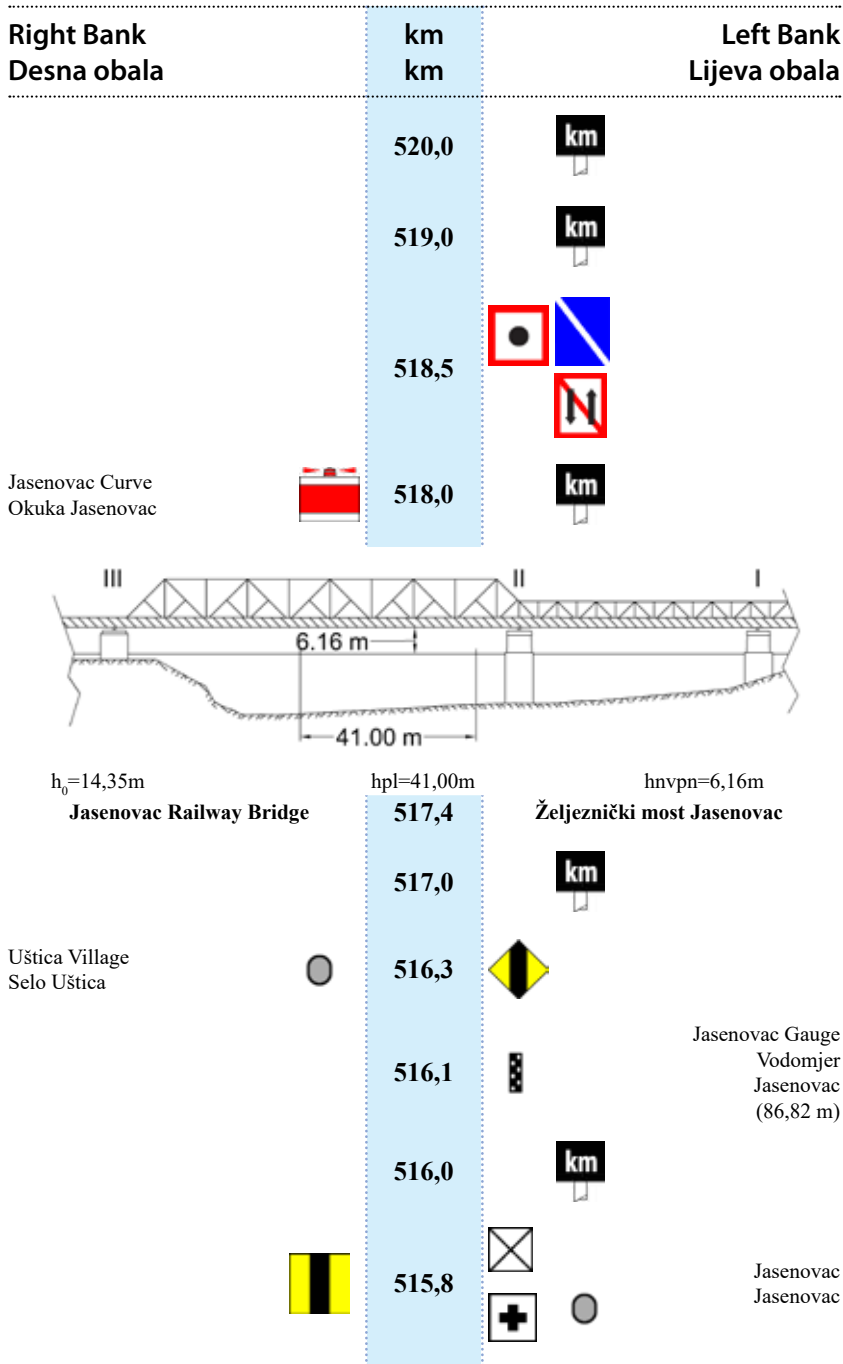 Right Bank km Left Bank
Desna obala km Lijeva obala
520,0 km
519,0 km
518,5
Jasenovac Curve
Okuka Jasenovac
518,0 km
III II I
6.16 m
41.00 m
h₀=14,35m hpl=41,00m hnvpn=6,16m
Jasenovac Railway Bridge 517,4 Željeznički most Jasenovac
517,0 km
Uštica Village
Selo Uštica
516,3
516,1
Jasenovac Gauge
Vodomjer
Jasenovac
(86,82 m)
516,0 km
515,8
Jasenovac
Jasenovac